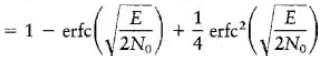 = 1 - erfc(√(E/2N₀)) + 1/4 erfc²(√(E/2N₀))